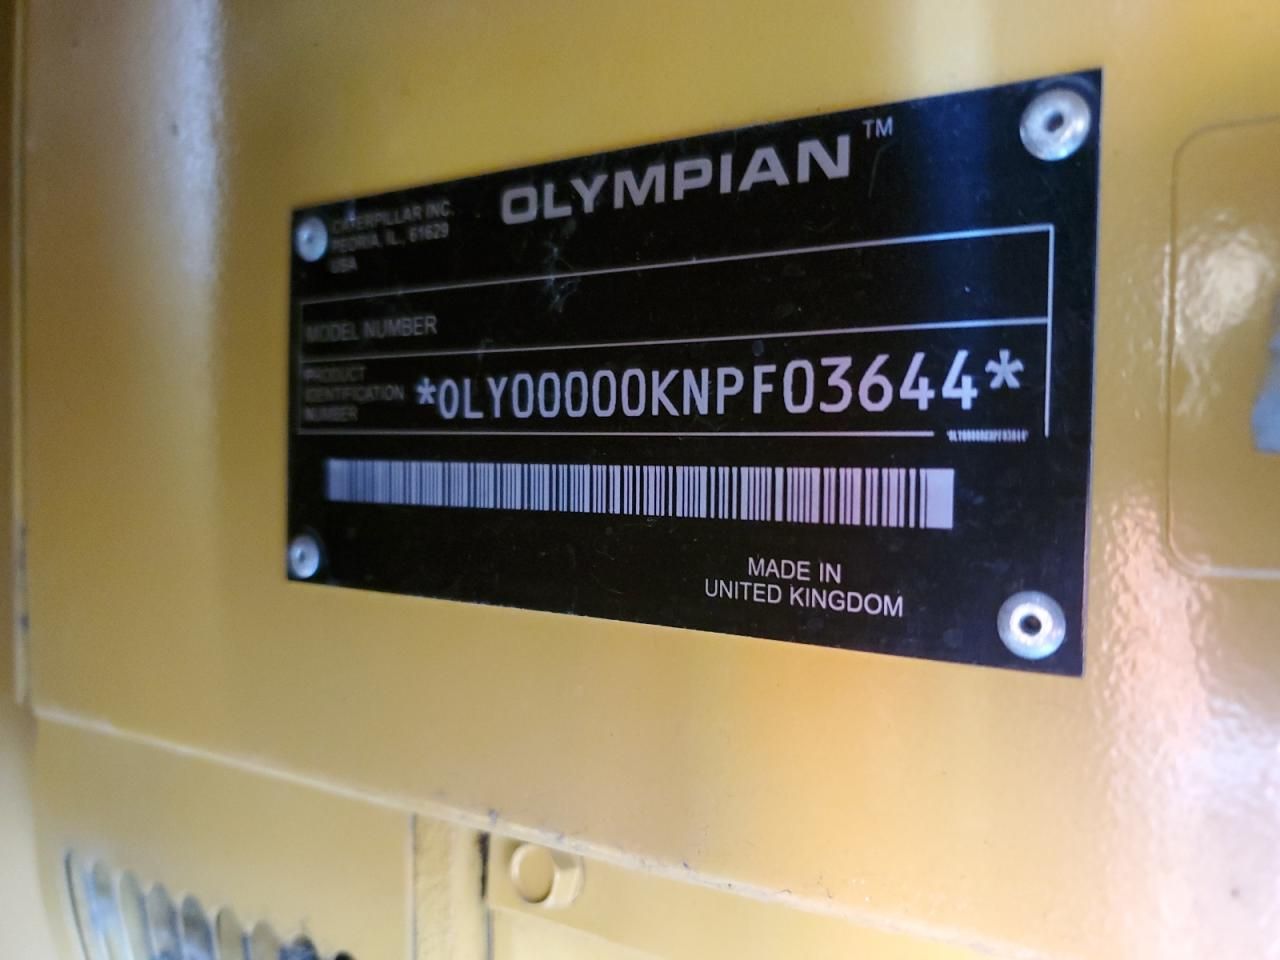 OLYMPIAN™
CATERPILLAR INC.
PEORIA, IL, 61629
USA
MODEL NUMBER
PRODUCT
IDENTIFICATION
NUMBER
*OLY00000KNPF03644*
MADE IN
UNITED KINGDOM